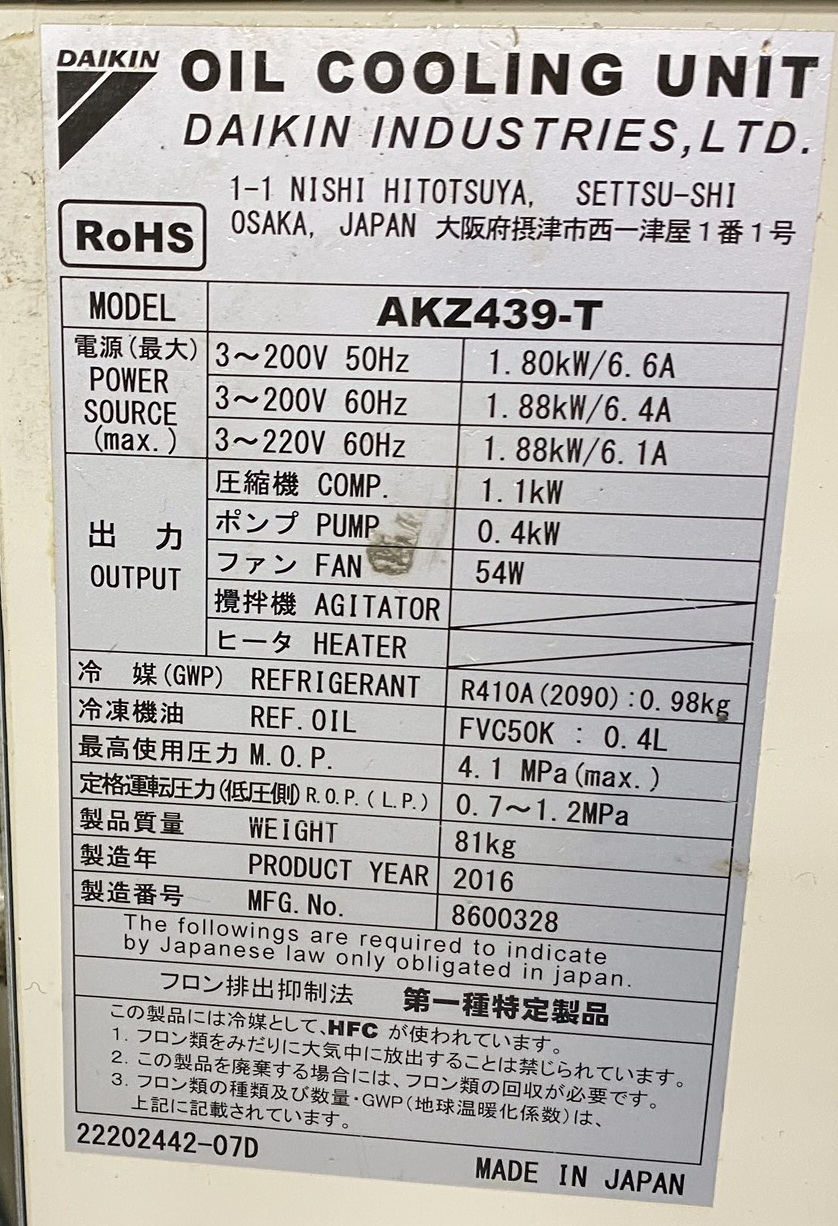 DAIKIN OIL COOLING UNIT
DAIKIN INDUSTRIES,LTD.
1-1 NISHI HITOTSUYA, SETTSU-SHI
RoHS OSAKA, JAPAN 大阪府摂津市西一津屋1番1号
MODEL AKZ439-T
電源(最大) POWER SOURCE (max.)
3～200V 50Hz 1.80kW/6.6A
3～200V 60Hz 1.88kW/6.4A
3～220V 60Hz 1.88kW/6.1A
出 力 OUTPUT
圧縮機 COMP. 1.1kW
ポンプ PUMP 0.4kW
ファン FAN 54W
攪拌機 AGITATOR
ヒータ HEATER
冷 媒(GWP) REFRIGERANT R410A(2090):0.98kg
冷凍機油 REF.OIL FVC50K : 0.4L
最高使用圧力 M.O.P. 4.1 MPa(max.)
定格運転圧力(低圧側) R.O.P.(L.P.) 0.7～1.2MPa
製品質量 WEIGHT 81kg
製造年 PRODUCT YEAR 2016
製造番号 MFG.No. 8600328
The followings are required to indicate
by Japanese law only obligated in japan.
フロン排出抑制法 第一種特定製品
この製品には冷媒として､HFC が使われています。
1. フロン類をみだりに大気中に放出することは禁じられています。
2. この製品を廃棄する場合には､フロン類の回収が必要です。
3. フロン類の種類及び数量･GWP(地球温暖化係数)は､
上記に記載されています。
22202442-07D
MADE IN JAPAN